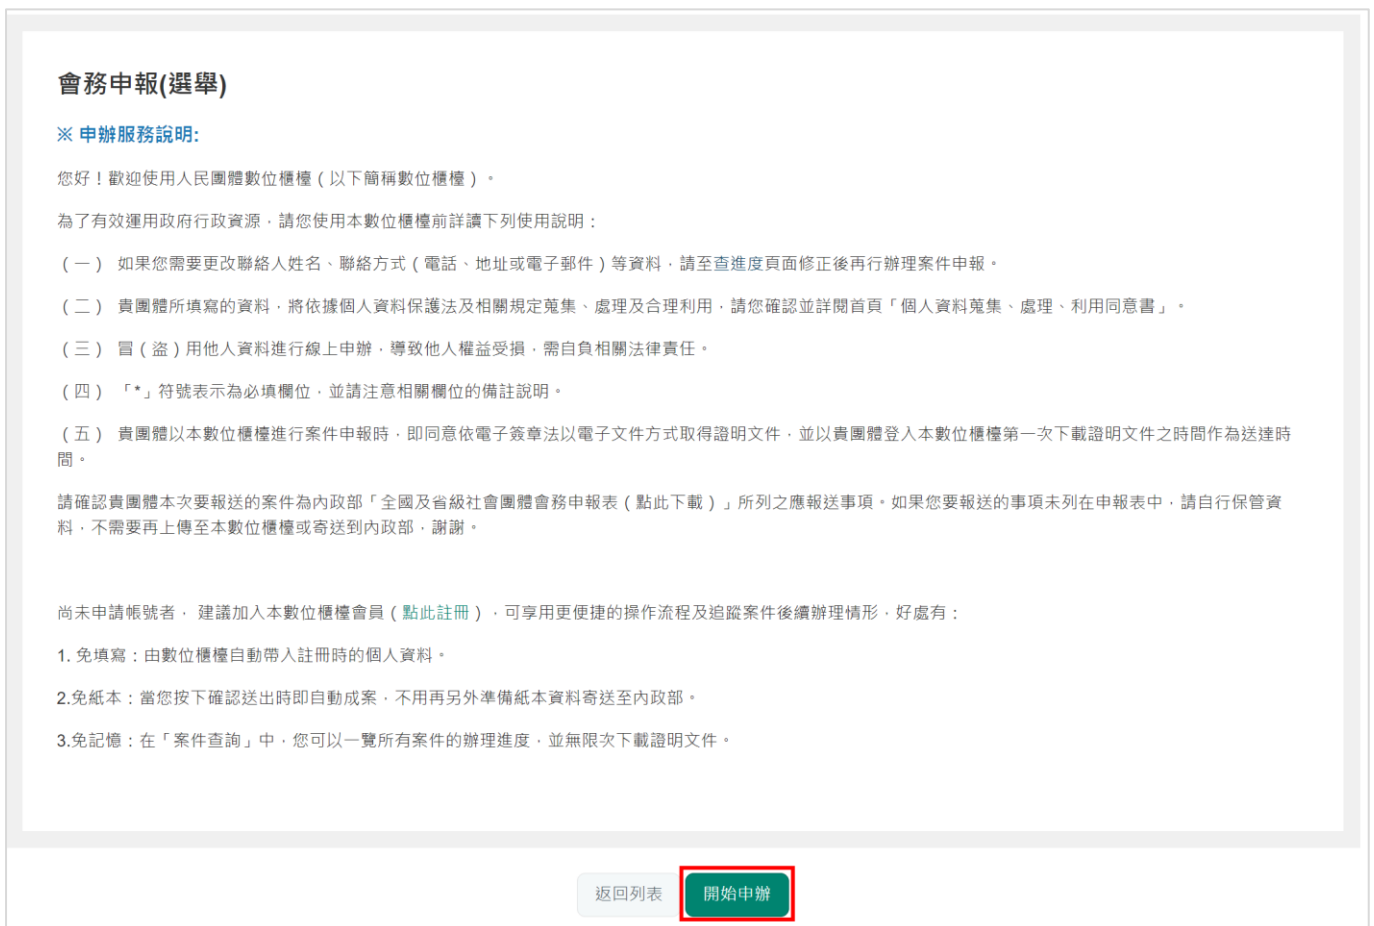 會務申報(選舉)
※ 申辦服務說明:
您好！歡迎使用人民團體數位櫃檯（以下簡稱數位櫃檯）。
為了有效運用政府行政資源，請您使用本數位櫃檯前詳讀下列使用說明：
（一） 如果您需要更改聯絡人姓名、聯絡方式（電話、地址或電子郵件）等資料，請至查進度頁面修正後再行辦理案件申報。
（二） 貴團體所填寫的資料，將依據個人資料保護法及相關規定蒐集、處理及合理利用，請您確認並詳閱首頁「個人資料蒐集、處理、利用同意書」。
（三） 冒（盜）用他人資料進行線上申辦，導致他人權益受損，需自負相關法律責任。
（四） 「*」符號表示為必填欄位，並請注意相關欄位的備註說明。
（五） 貴團體以本數位櫃檯進行案件申報時，即同意依電子簽章法以電子文件方式取得證明文件，並以貴團體登入本數位櫃檯第一次下載證明文件之時間作為送達時
間。
請確認貴團體本次要報送的案件為內政部「全國及省級社會團體會務申報表（點此下載）」所列之應報送事項。如果您要報送的事項未列在申報表中，請自行保管資
料，不需要再上傳至本數位櫃檯或寄送到內政部，謝謝。
尚未申請帳號者， 建議加入本數位櫃檯會員（點此註冊），可享用更便捷的操作流程及追蹤案件後續辦理情形，好處有：
1. 免填寫：由數位櫃檯自動帶入註冊時的個人資料。
2.免紙本：當您按下確認送出時即自動成案，不用再另外準備紙本資料寄送至內政部。
3.免記憶：在「案件查詢」中，您可以一覽所有案件的辦理進度，並無限次下載證明文件。
返回列表 開始申辦